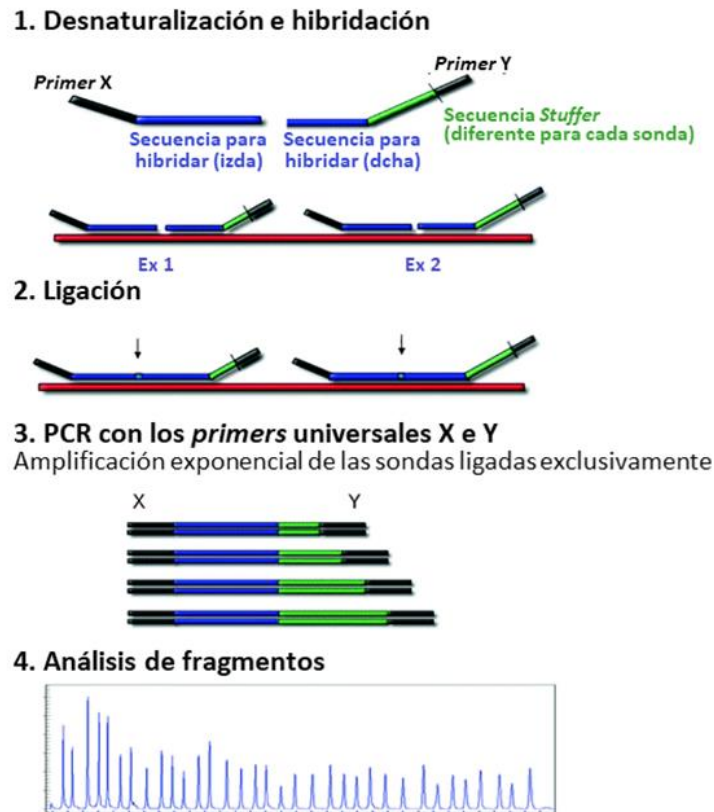 1. Desnaturalización e hibridación
Primer X
Primer Y
Secuencia para
hibridar (izda)
Secuencia para
hibridar (dcha)
Secuencia Stuffer
(diferente para cada sonda)
Ex 1
Ex 2
2. Ligación
3. PCR con los primers universales X e Y
Amplificación exponencial de las sondas ligadas exclusivamente
X
Y
4. Análisis de fragmentos